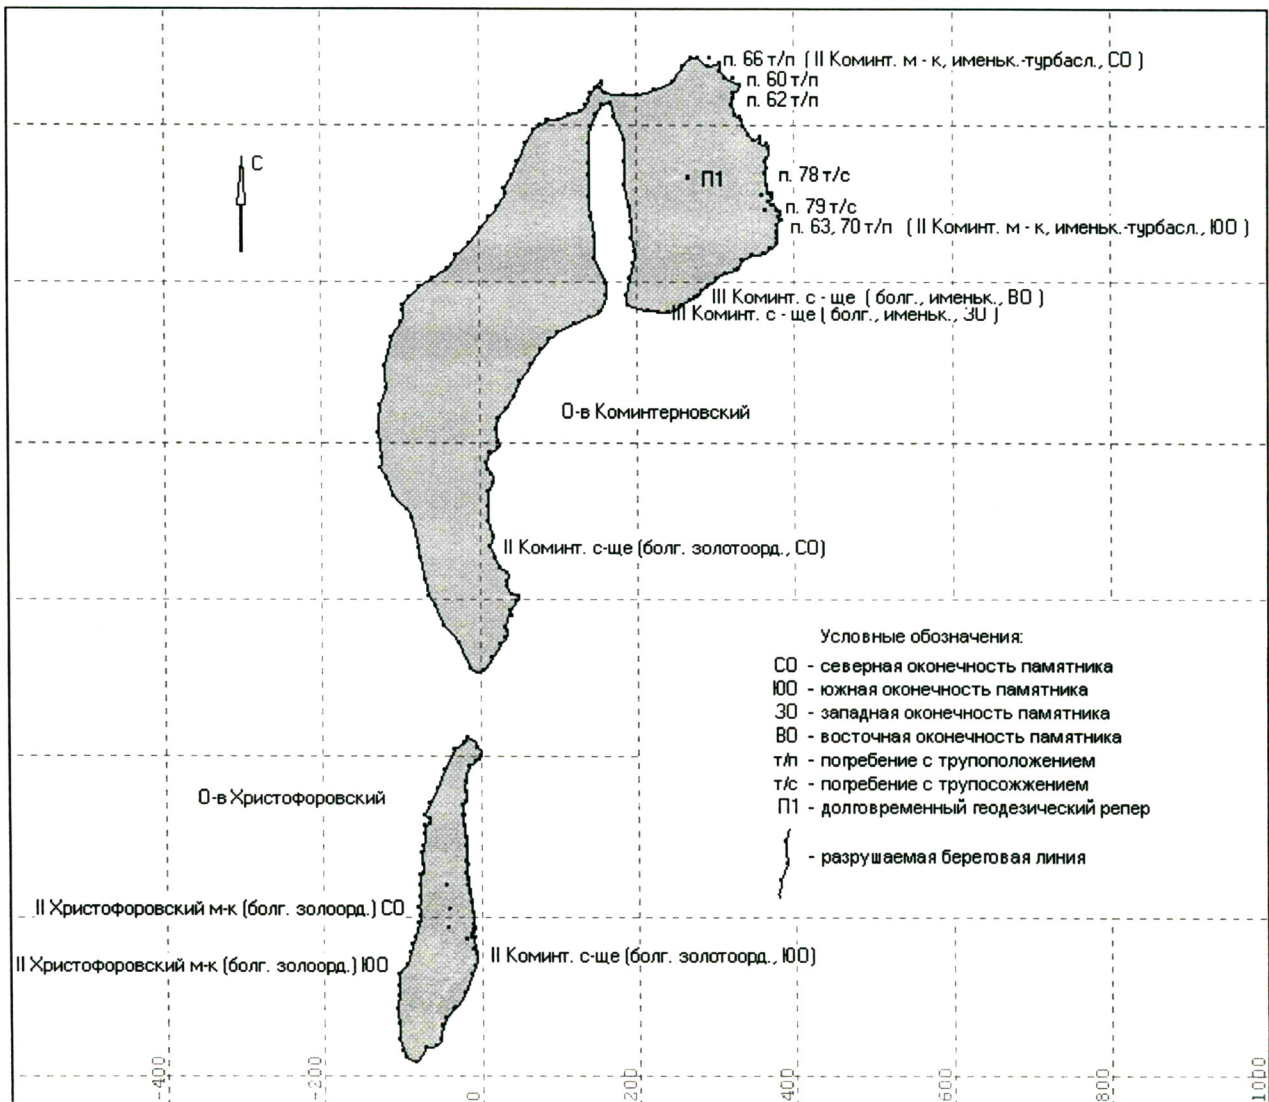 п. 66 т/п ( II Коминт. м - к, именьк.-турбасл., СО )
п. 60 т/п
п. 62 т/п
С
П1
п. 78 т/с
п. 79 т/с
п. 63, 70 т/п ( II Коминт. м - к, именьк.-турбасл., ЮО )
III Коминт. с - ще ( болг., именьк., ВО )
III Коминт. с - ще ( болг., именьк., ЗО )
О-в Коминтерновский
II Коминт. с-ще (болг. золотоорд., СО)
Условные обозначения:
СО - северная оконечность памятника
ЮО - южная оконечность памятника
ЗО - западная оконечность памятника
ВО - восточная оконечность памятника
т/п - погребение с трупоположением
т/с - погребение с трупосожжением
П1 - долговременный геодезический репер
- разрушаемая береговая линия
О-в Христофоровский
II Христофоровский м-к (болг. золоорд.) СО
II Христофоровский м-к (болг. золоорд.) ЮО
II Коминт. с-ще (болг. золотоорд., ЮО)
-400
-200
0
200
400
600
800
1000